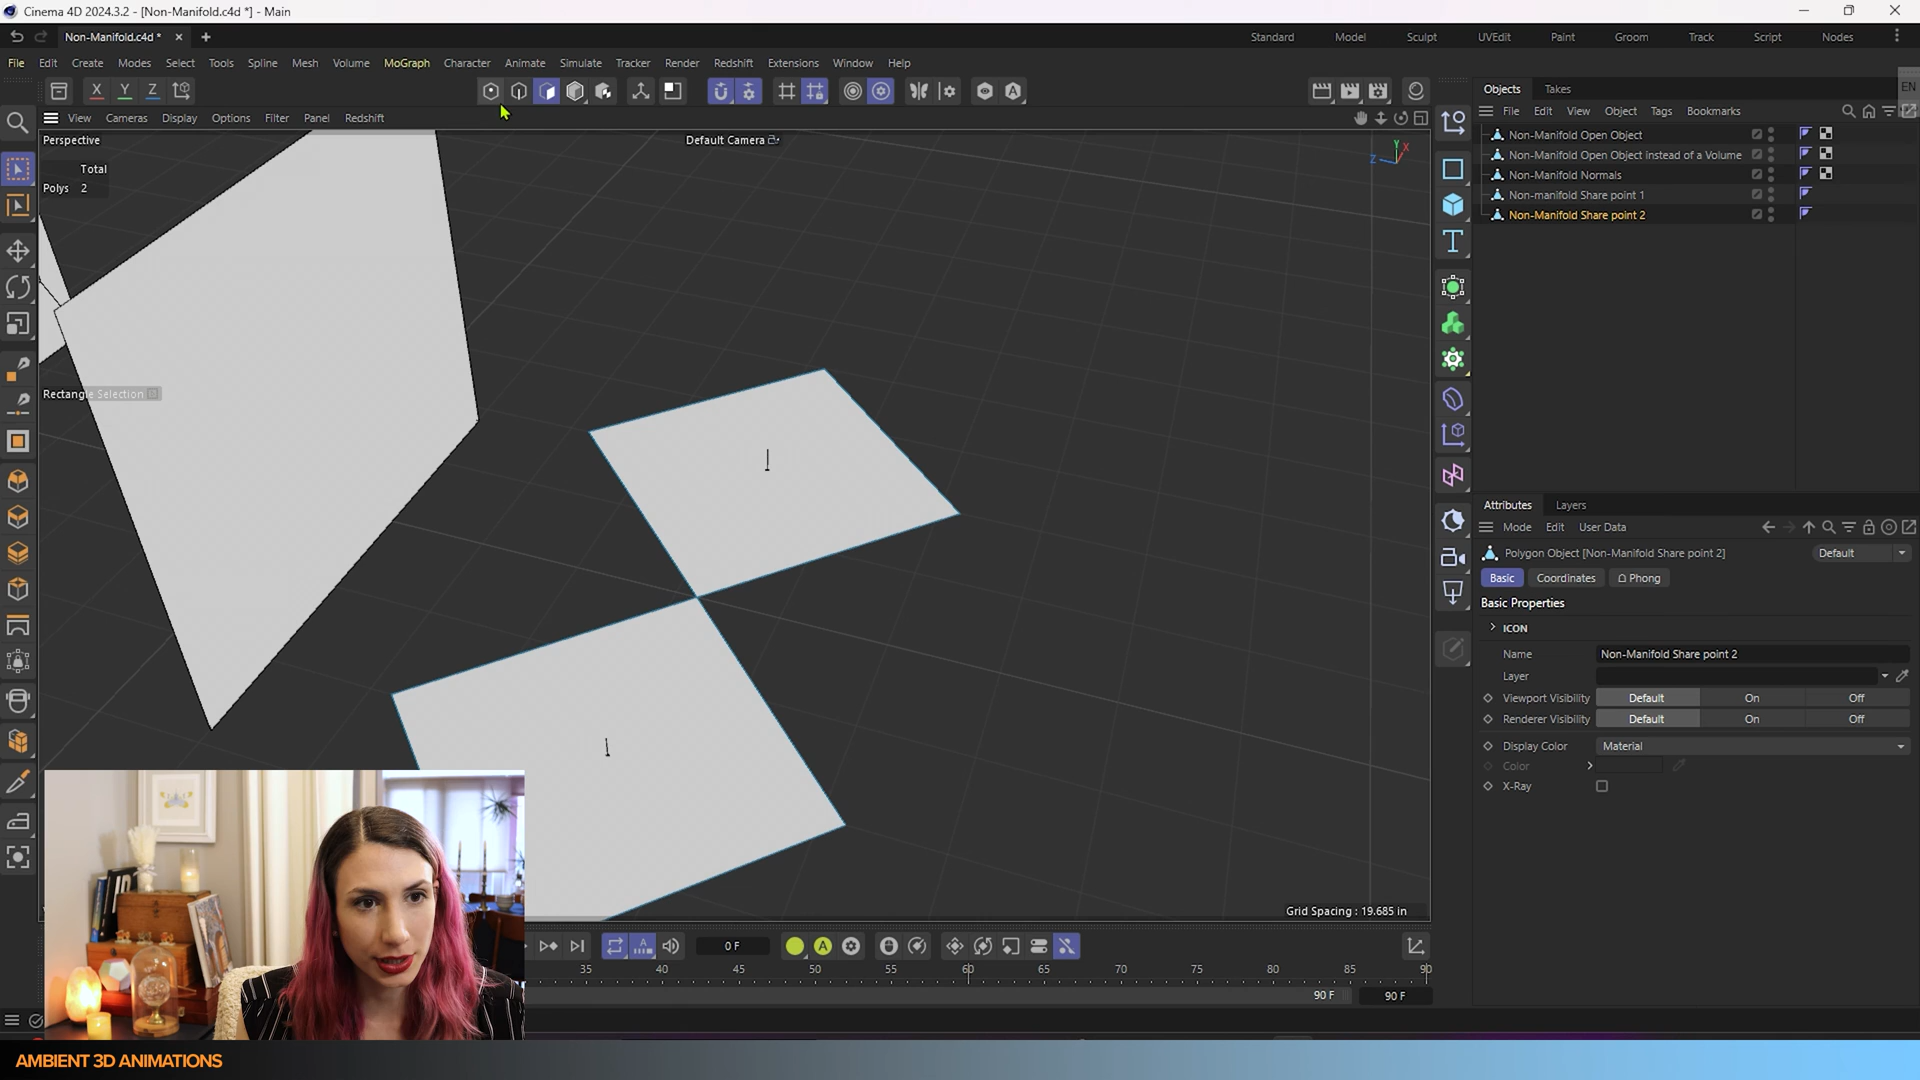 Cinema 4D 2024.3.2 - [Non-Manifold.c4d *] - Main
Non-Manifold.c4d *
Standard Model Sculpt UVEdit Paint Groom Track Script Nodes
File Edit Create Modes Select Tools Spline Mesh Volume MoGraph Character Animate Simulate Tracker Render Redshift Extensions Window Help
X Y Z
Objects Takes
EN
File Edit View Object Tags Bookmarks
View Cameras Display Options Filter Panel Redshift
Perspective
Default Camera
Y X
Z
Total
Polys 2
Rectangle Selection
Non-Manifold Open Object
Non-Manifold Open Object instead of a Volume
Non-Manifold Normals
Non-manifold Share point 1
Non-Manifold Share point 2
Attributes Layers
Mode Edit User Data
Polygon Object [Non-Manifold Share point 2]
Default
Basic Coordinates Phong
Basic Properties
ICON
Name Non-Manifold Share point 2
Layer
Viewport Visibility Default On Off
Renderer Visibility Default On Off
Display Color Material
Color
X-Ray
Grid Spacing : 19.685 in
0 F
35 40 45 50 55 60 65 70 75 80 85 90
90 F 90 F
AMBIENT 3D ANIMATIONS